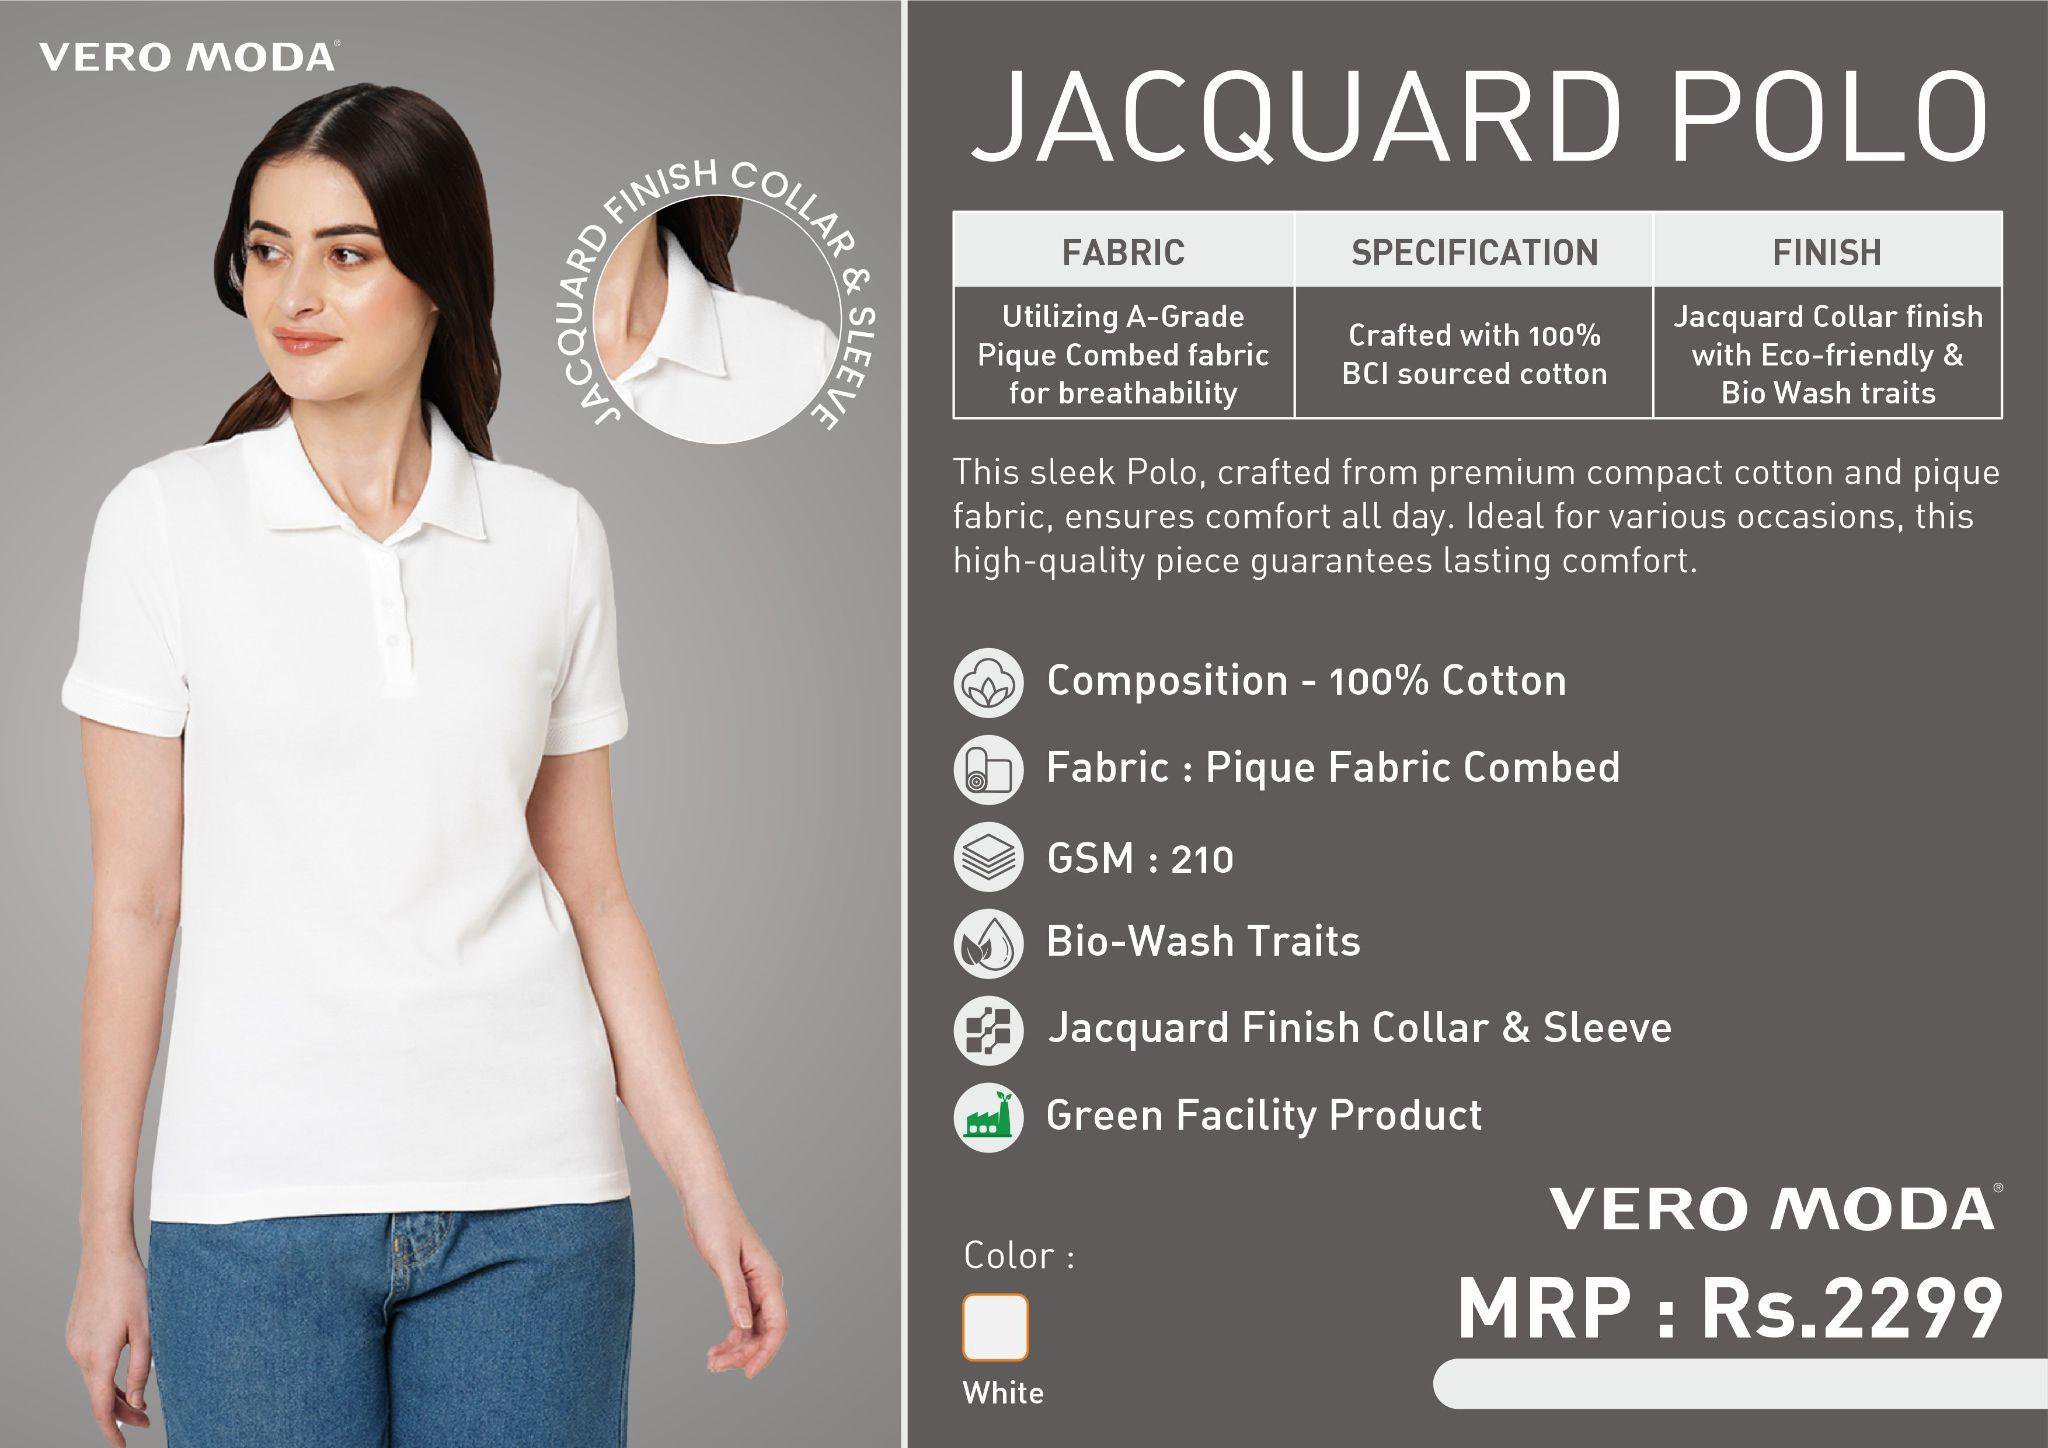 VERO MODA®
JACQUARD FINISH COLLAR & SLEEVE
JACQUARD POLO
FABRIC
Utilizing A-Grade
Pique Combed fabric
for breathability
SPECIFICATION
Crafted with 100%
BCI sourced cotton
FINISH
Jacquard Collar finish
with Eco-friendly &
Bio Wash traits
This sleek Polo, crafted from premium compact cotton and pique
fabric, ensures comfort all day. Ideal for various occasions, this
high-quality piece guarantees lasting comfort.
Composition - 100% Cotton
Fabric : Pique Fabric Combed
GSM : 210
Bio-Wash Traits
Jacquard Finish Collar & Sleeve
Green Facility Product
Color :
White
VERO MODA®
MRP : Rs.2299